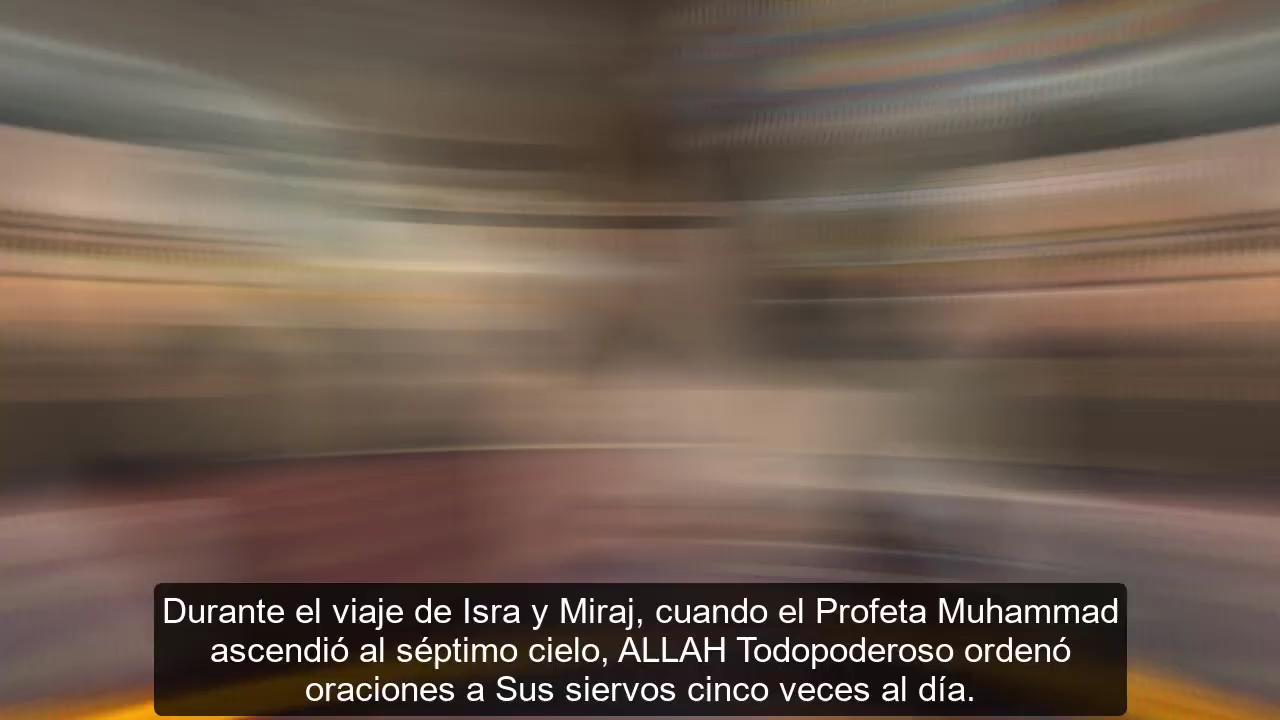 Durante el viaje de Isra y Miraj, cuando el Profeta Muhammad
ascendió al séptimo cielo, ALLAH Todopoderoso ordenó
oraciones a Sus siervos cinco veces al día.